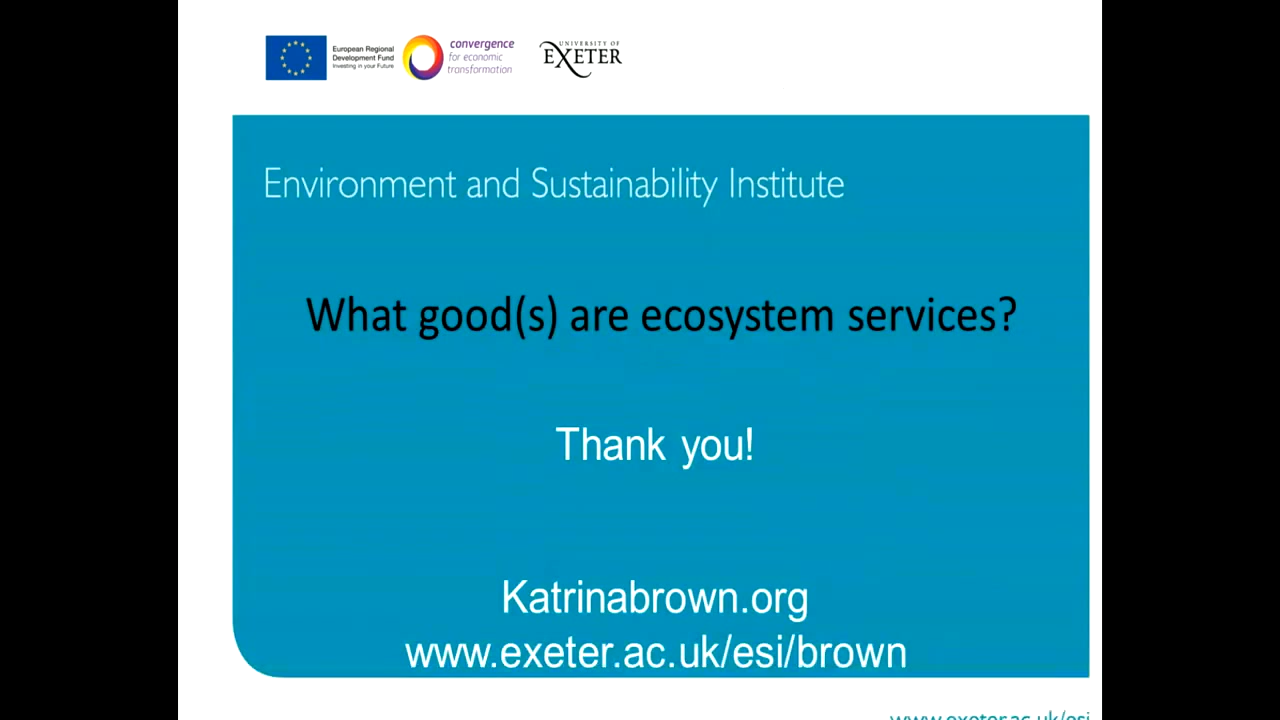 European Regional
Development Fund
Investing in your Future
convergence
for economic
transformation
UNIVERSITY OF
EXETER
Environment and Sustainability Institute
What good(s) are ecosystem services?
Thank you!
Katrinabrown.org
www.exeter.ac.uk/esi/brown
www.exeter.ac.uk/esi